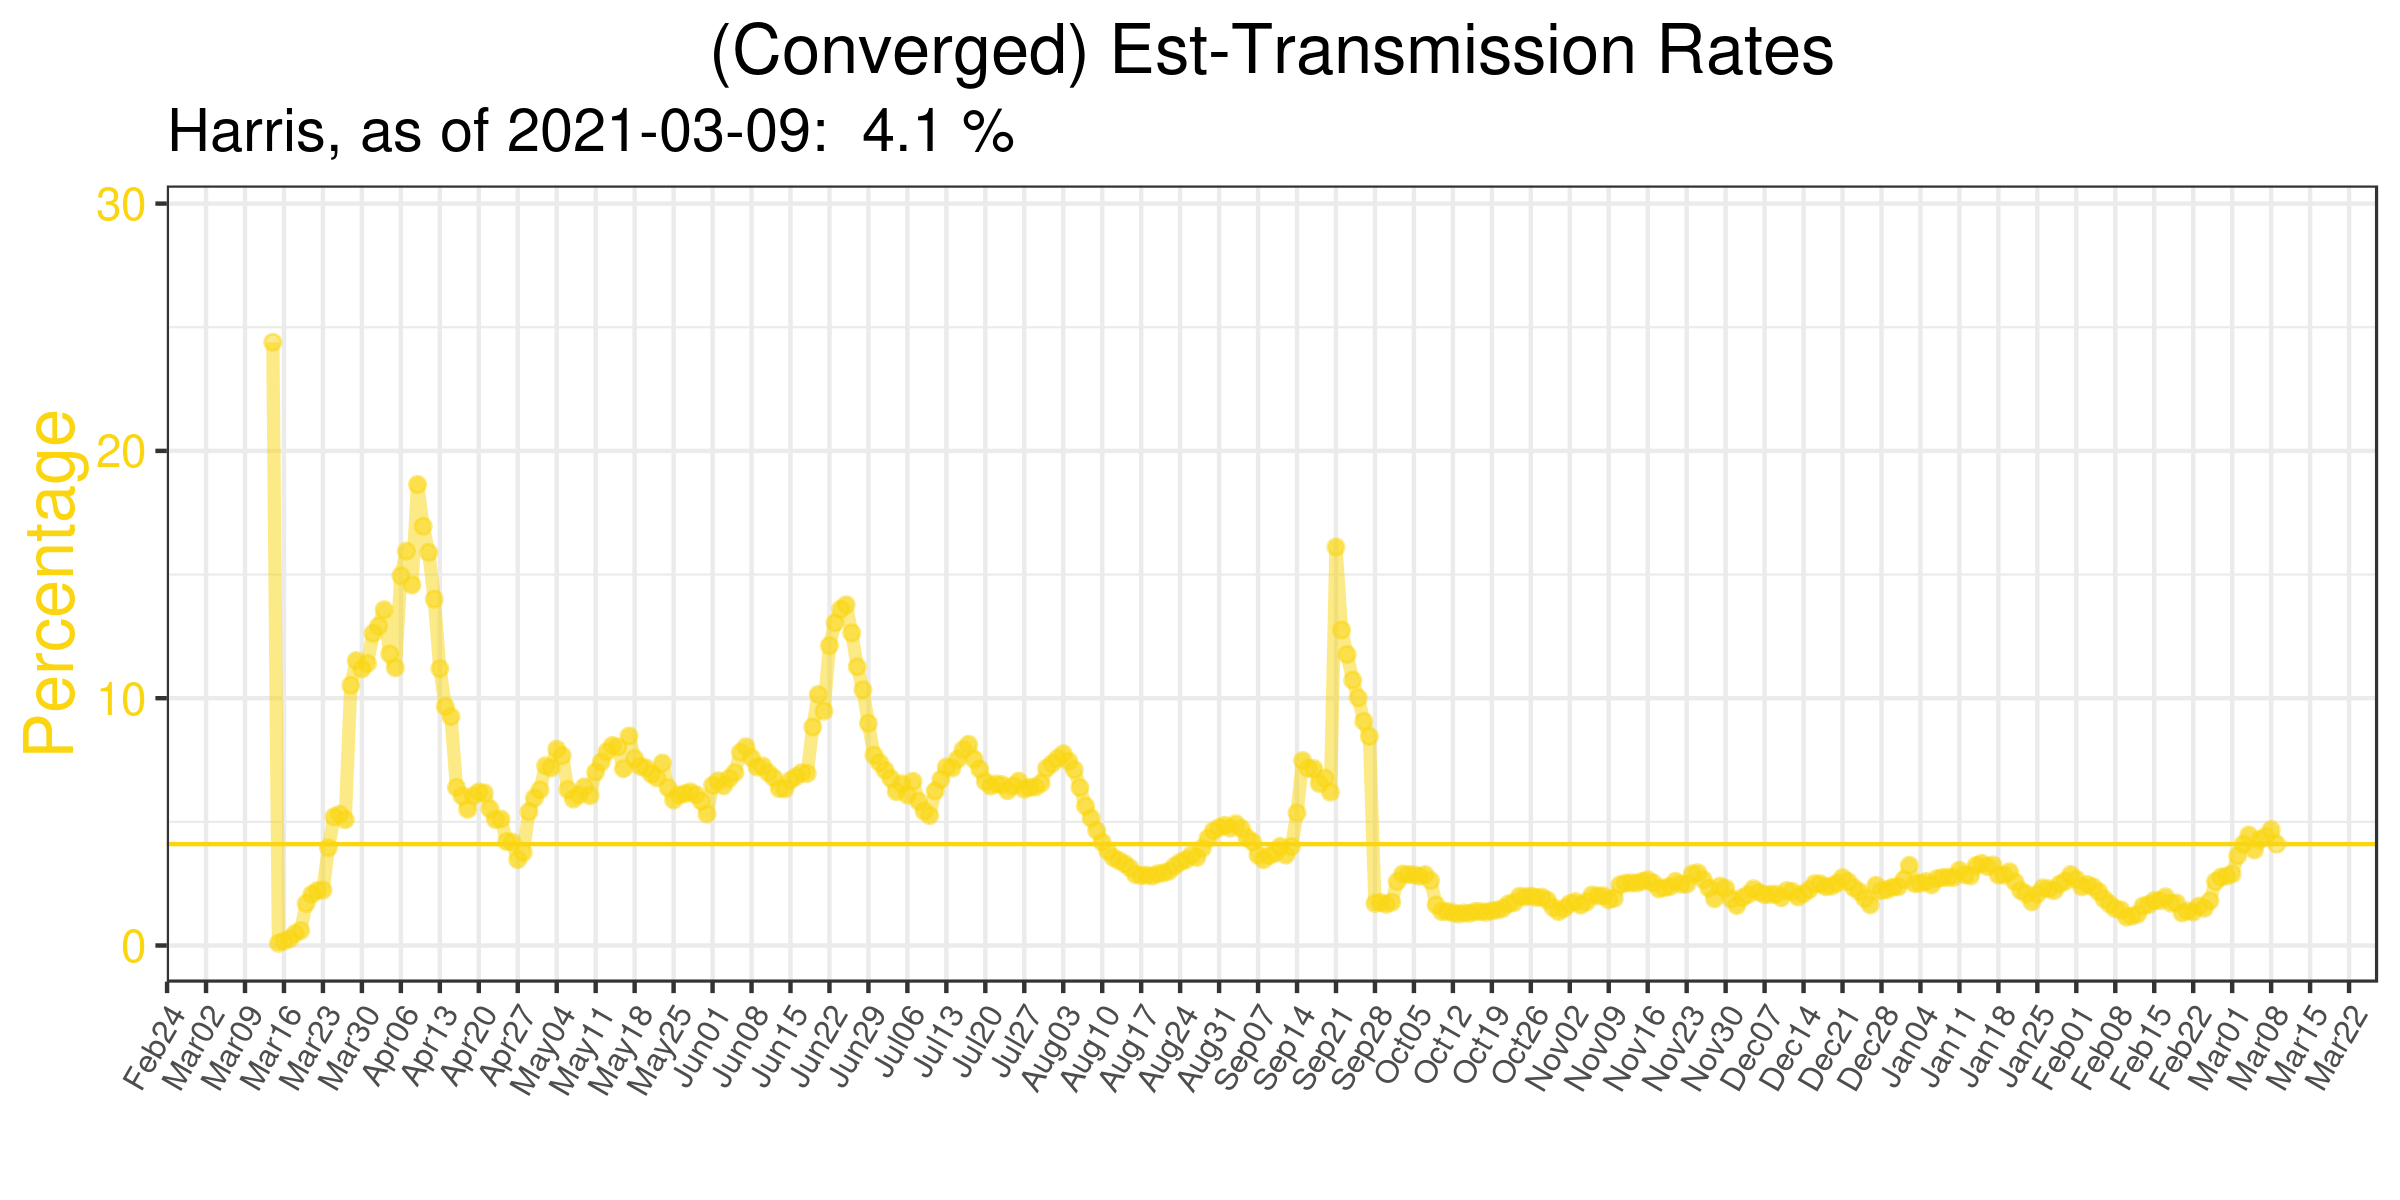 (Converged) Est-Transmission Rates
Harris, as of 2021-03-09:  4.1 %
Percentage
30
20
10
0
Feb24
Mar02
Mar09
Mar16
Mar23
Mar30
Apr06
Apr13
Apr20
Apr27
May04
May11
May18
May25
Jun01
Jun08
Jun15
Jun22
Jun29
Jul06
Jul13
Jul20
Jul27
Aug03
Aug10
Aug17
Aug24
Aug31
Sep07
Sep14
Sep21
Sep28
Oct05
Oct12
Oct19
Oct26
Nov02
Nov09
Nov16
Nov23
Nov30
Dec07
Dec14
Dec21
Dec28
Jan04
Jan11
Jan18
Jan25
Feb01
Feb08
Feb15
Feb22
Mar01
Mar08
Mar15
Mar22